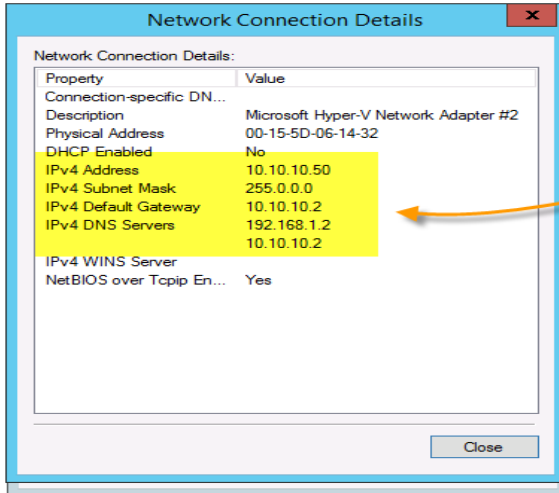 Network Connection Details
x
Network Connection Details:
Property Value
Connection-specific DN...
Description Microsoft Hyper-V Network Adapter #2
Physical Address 00-15-5D-06-14-32
DHCP Enabled No
IPv4 Address 10.10.10.50
IPv4 Subnet Mask 255.0.0.0
IPv4 Default Gateway 10.10.10.2
IPv4 DNS Servers 192.168.1.2
10.10.10.2
IPv4 WINS Server
NetBIOS over Tcpip En... Yes
Close